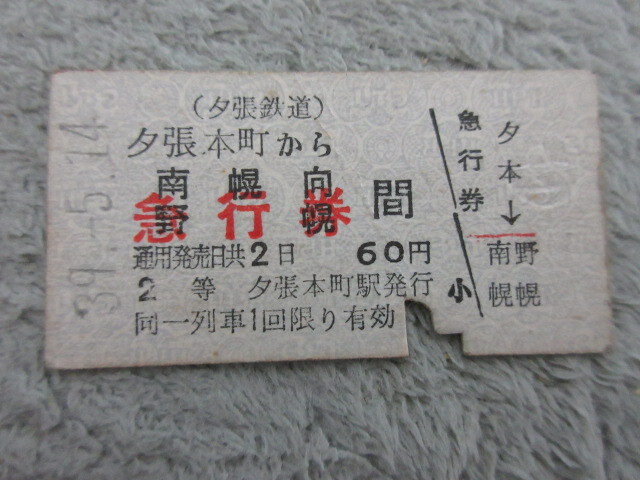 39.5.14
(夕張鉄道)
夕張本町から
南幌向
野幌 間
急行券
通用発売日共2日 60円
2等 夕張本町駅発行
同一列車1回限り有効
急行券
小
夕本→
南幌
野幌